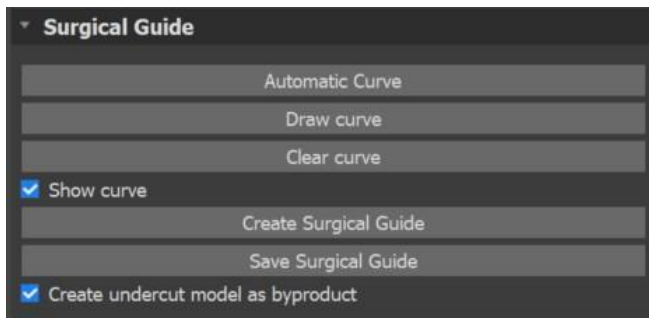 Surgical Guide
Automatic Curve
Draw curve
Clear curve
Show curve
Create Surgical Guide
Save Surgical Guide
Create undercut model as byproduct